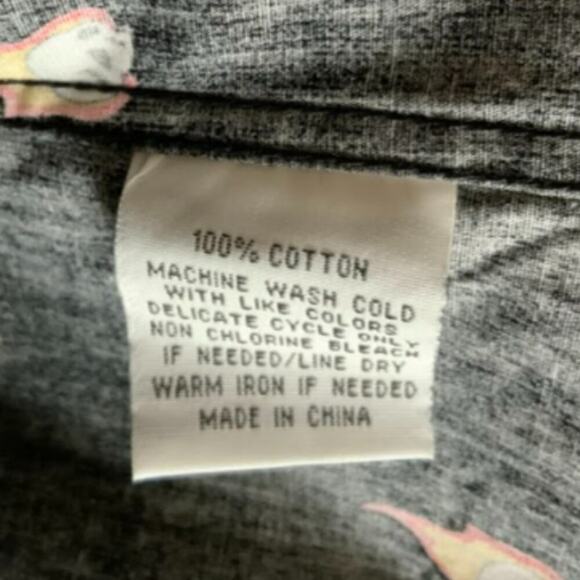 100% COTTON
MACHINE WASH COLD
WITH LIKE COLORS
DELICATE CYCLE ONLY
NON CHLORINE BLEACH
IF NEEDED/LINE DRY
WARM IRON IF NEEDED
MADE IN CHINA